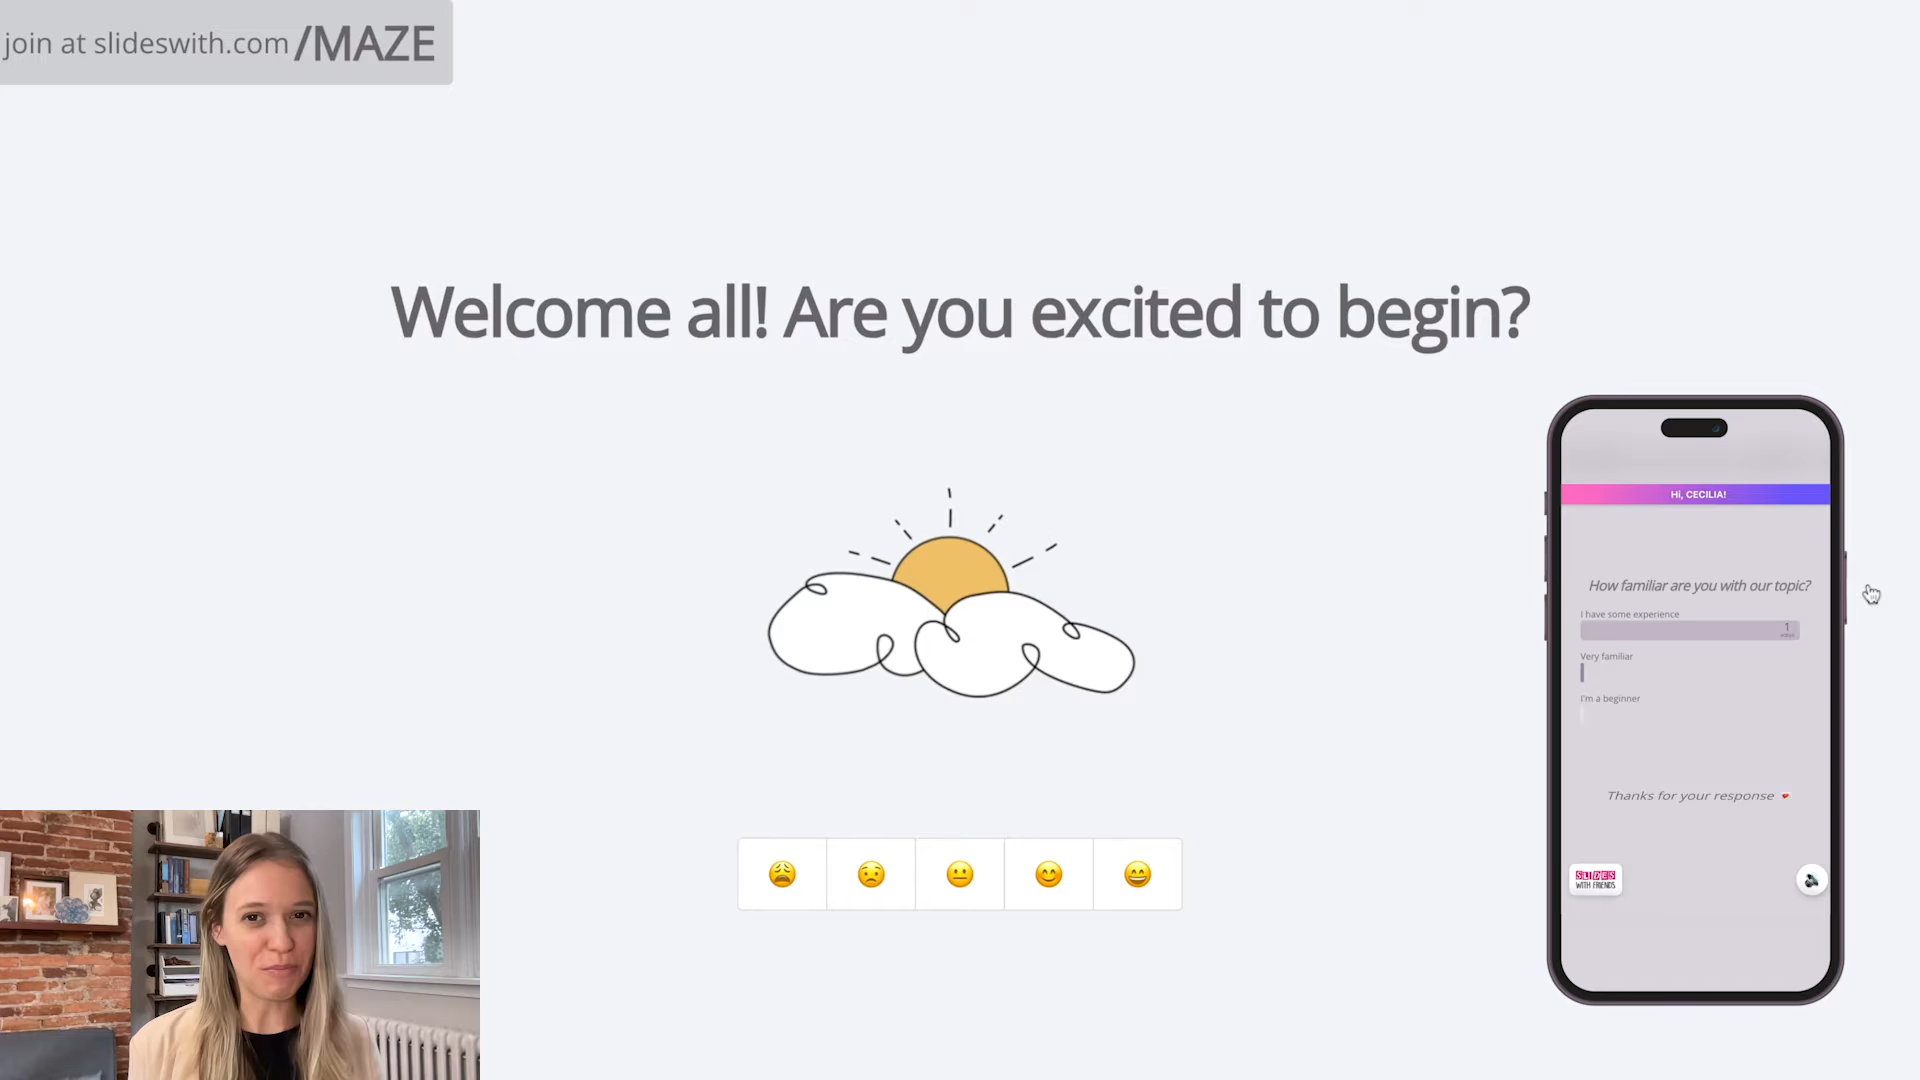 join at slideswith.com/MAZE
Welcome all! Are you excited to begin?
Hi, CECILIA!
How familiar are you with our topic?
I have some experience
1
votes
Very familiar
I'm a beginner
Thanks for your response
SLIDES
WITH FRIENDS